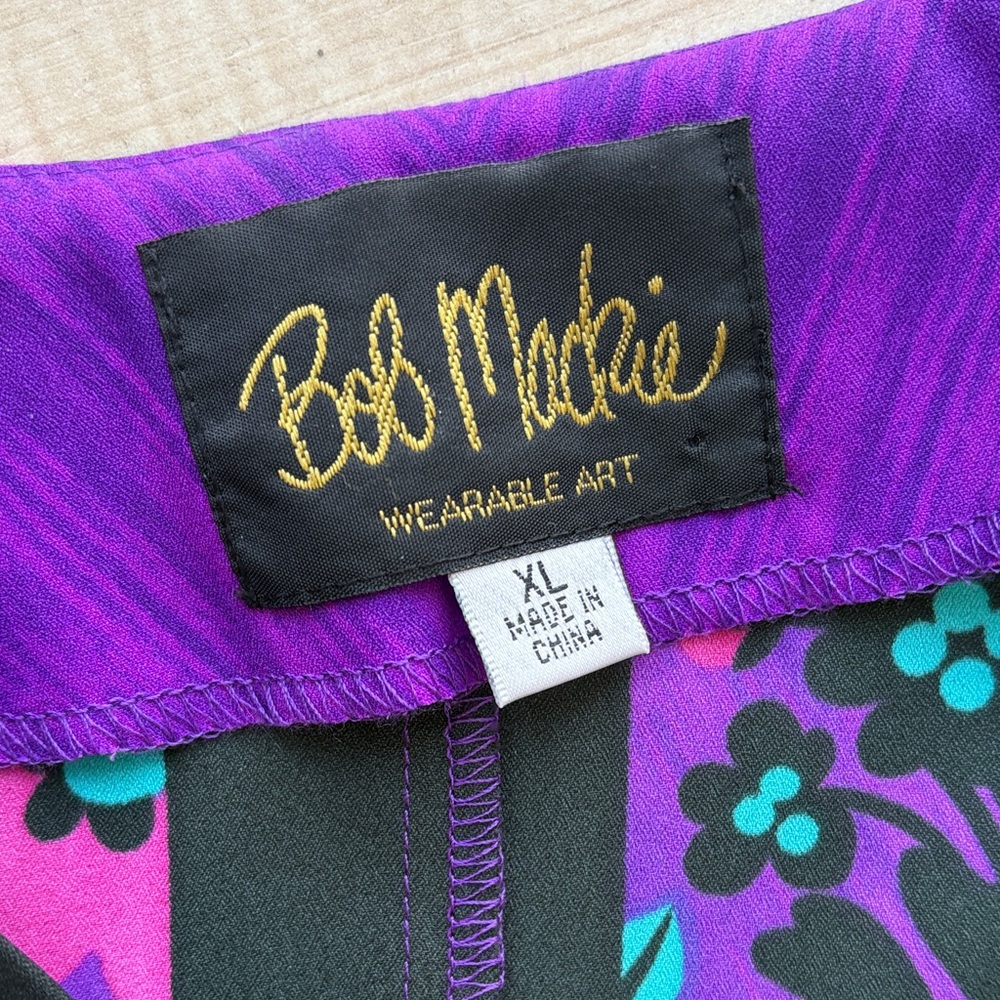 Bob Mackie
WEARABLE ART
XL
MADE IN
CHINA